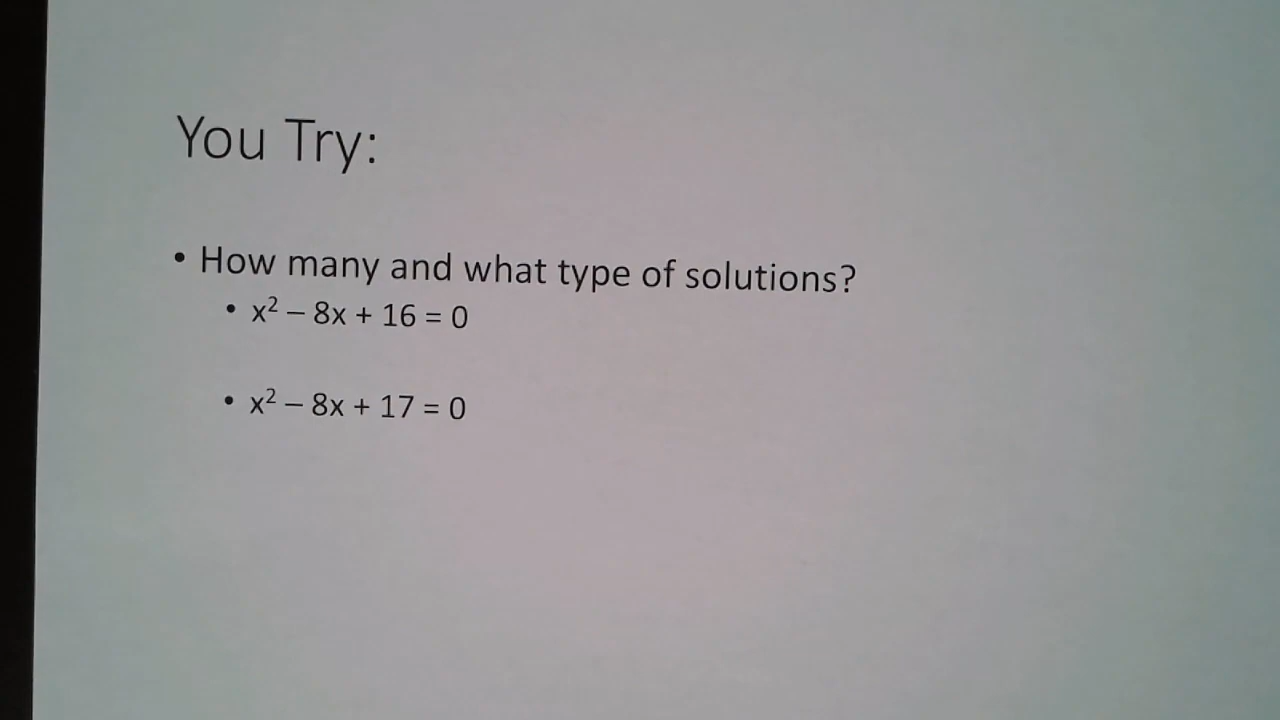 You Try:
• How many and what type of solutions?
• x² – 8x + 16 = 0
• x² – 8x + 17 = 0